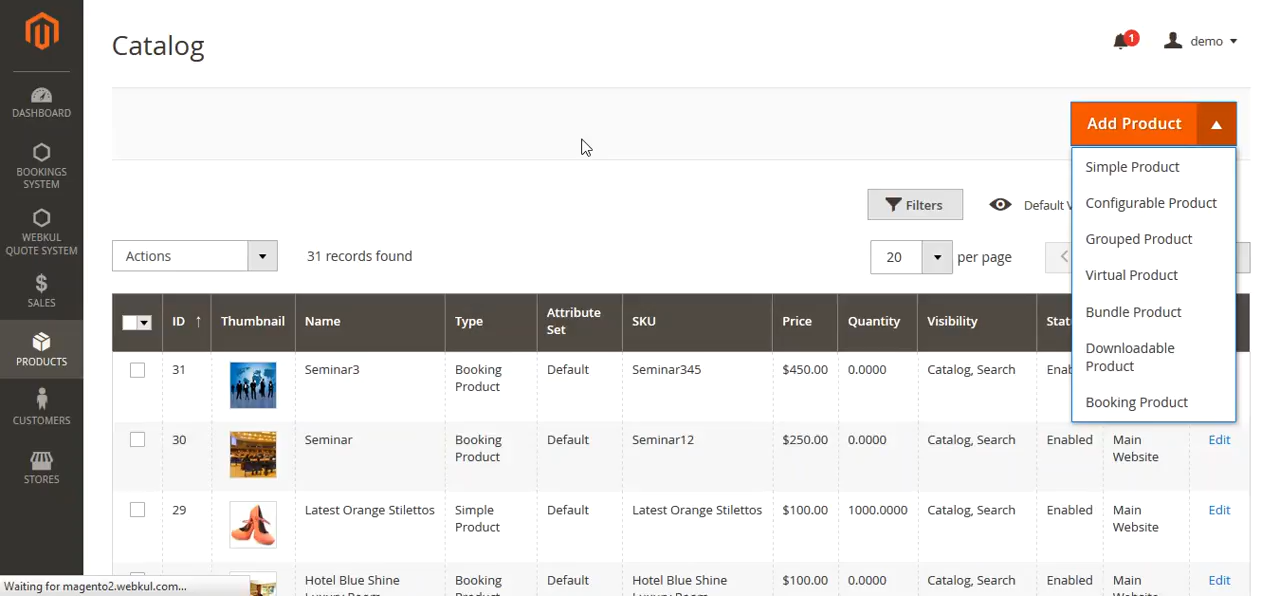 Catalog
1
demo
DASHBOARD
BOOKINGS
SYSTEM
WEBKUL
QUOTE SYSTEM
SALES
PRODUCTS
CUSTOMERS
STORES
Add Product
Simple Product
Configurable Product
Grouped Product
Virtual Product
Bundle Product
Downloadable
Product
Booking Product
Filters
Default V
Actions
31 records found
20
per page
ID ↑ Thumbnail Name Type Attribute Set SKU Price Quantity Visibility Stat
31 Seminar3 Booking Product Default Seminar345 $450.00 0.0000 Catalog, Search Enab
30 Seminar Booking Product Default Seminar12 $250.00 0.0000 Catalog, Search Enabled Main Website Edit
29 Latest Orange Stilettos Simple Product Default Latest Orange Stilettos $100.00 1000.0000 Catalog, Search Enabled Main Website Edit
Hotel Blue Shine Booking Default Hotel Blue Shine $100.00 0.0000 Catalog, Search Enabled Main Edit
Waiting for magento2.webkul.com...